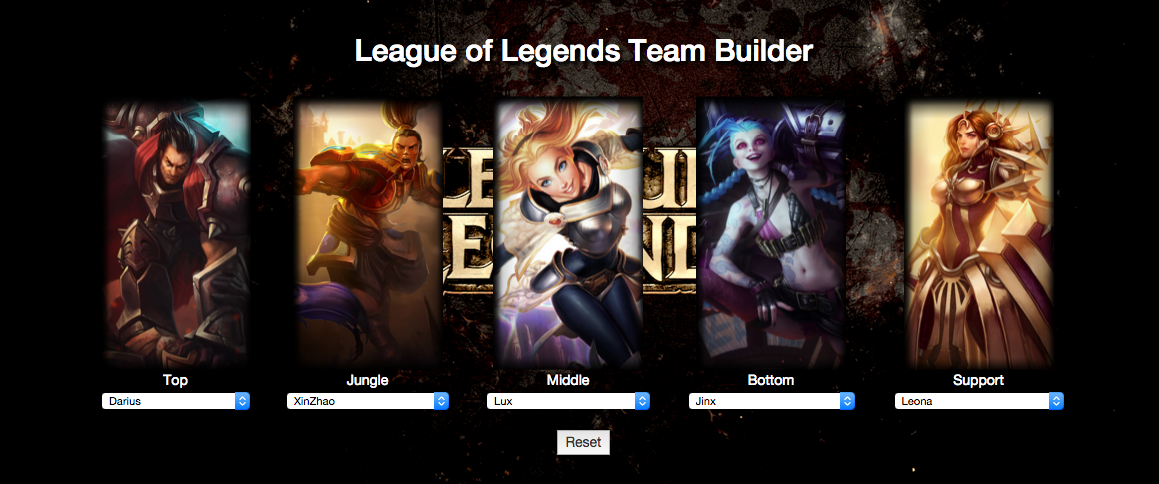 League of Legends Team Builder
Top
Jungle
Middle
Bottom
Support
Darius
XinZhao
Lux
Jinx
Leona
Reset